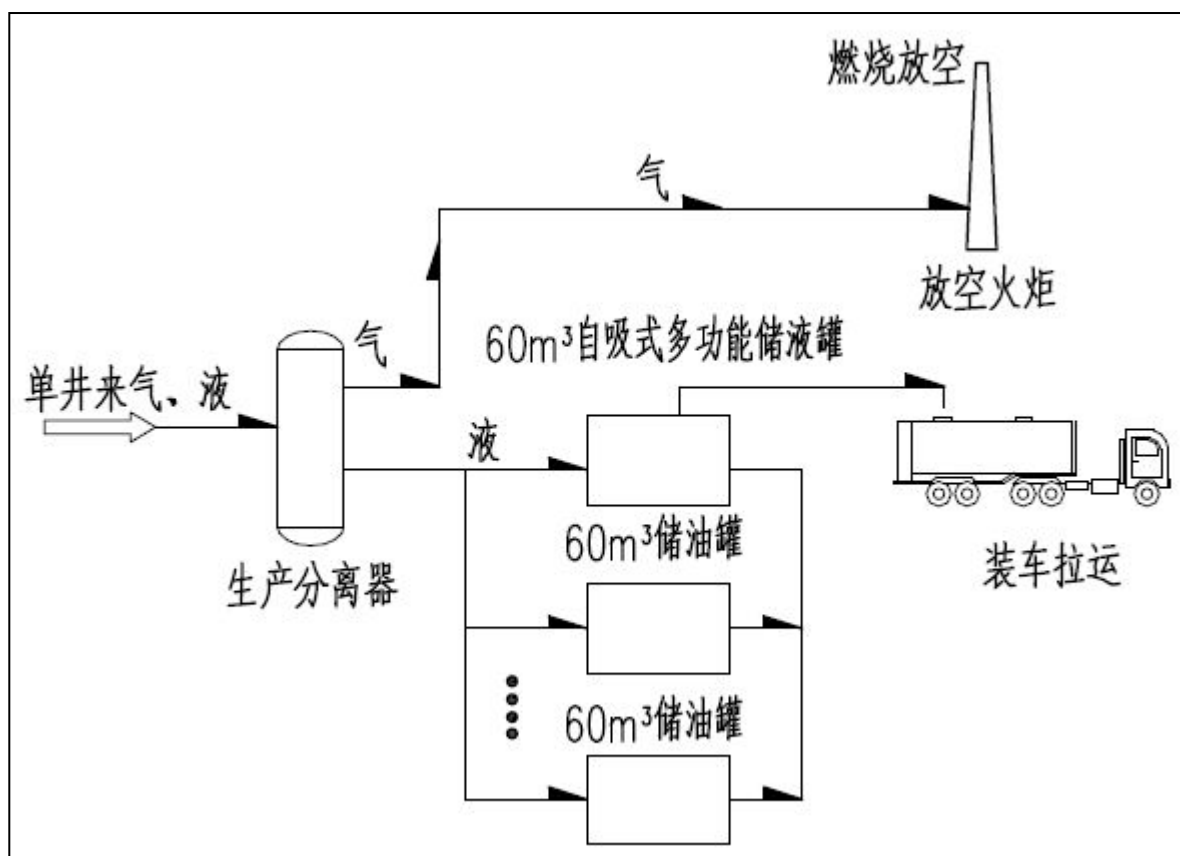 燃烧放空
气
放空火炬
气
60m³自吸式多功能储液罐
单井来气、液
液
60m³储油罐
生产分离器
装车拉运
60m³储油罐